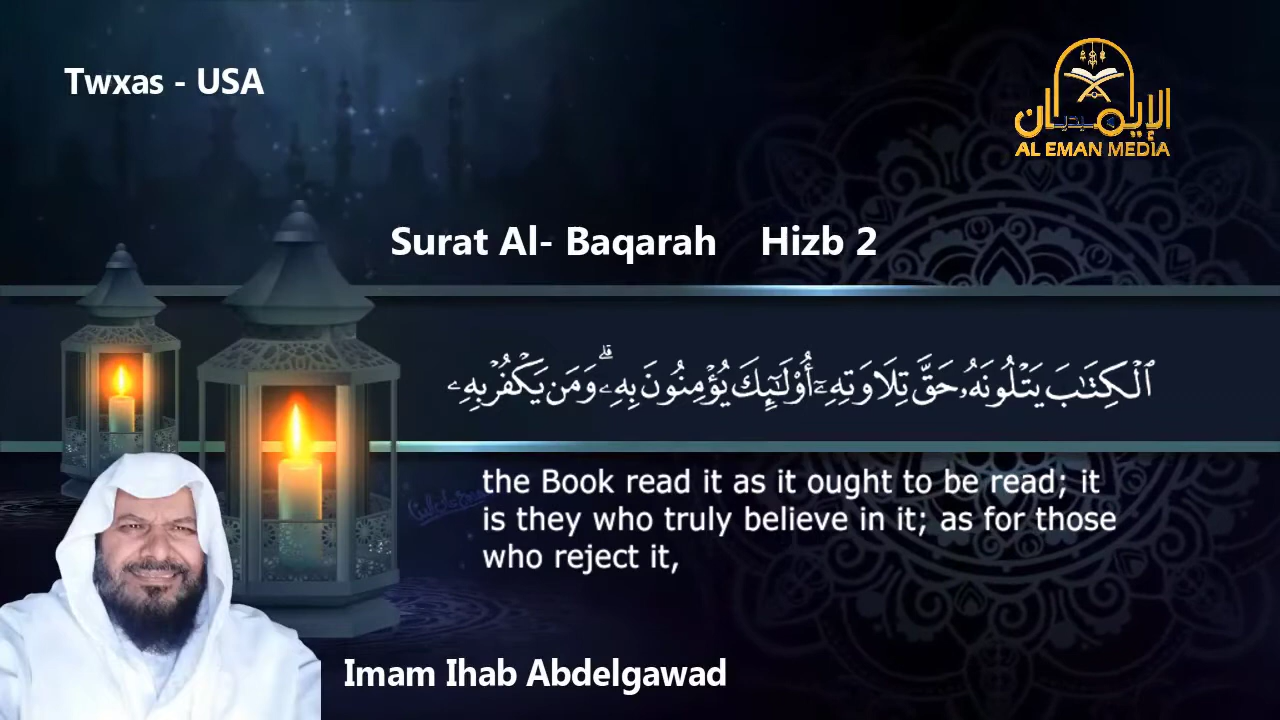 Twxas - USA
الإيمان
ميديا
AL EMAN MEDIA
Surat Al- Baqarah Hizb 2
ٱلْكِتَٰبَ يَتْلُونَهُۥ حَقَّ تِلَاوَتِهِۦٓ أُو۟لَٰٓئِكَ يُؤْمِنُونَ بِهِۦ ۗ وَمَن يَكْفُرْ بِهِۦ
the Book read it as it ought to be read; it
is they who truly believe in it; as for those
who reject it,
Imam Ihab Abdelgawad